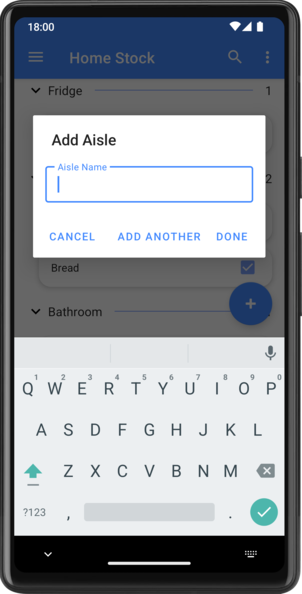 18:00
Home Stock
Fridge 1
Add Aisle
2
Aisle Name
CANCEL ADD ANOTHER DONE
Bread
+
Bathroom
1 2 3 4 5 6 7 8 9 0
Q W E R T Y U I O P
A S D F G H J K L
Z X C V B N M
?123 , .